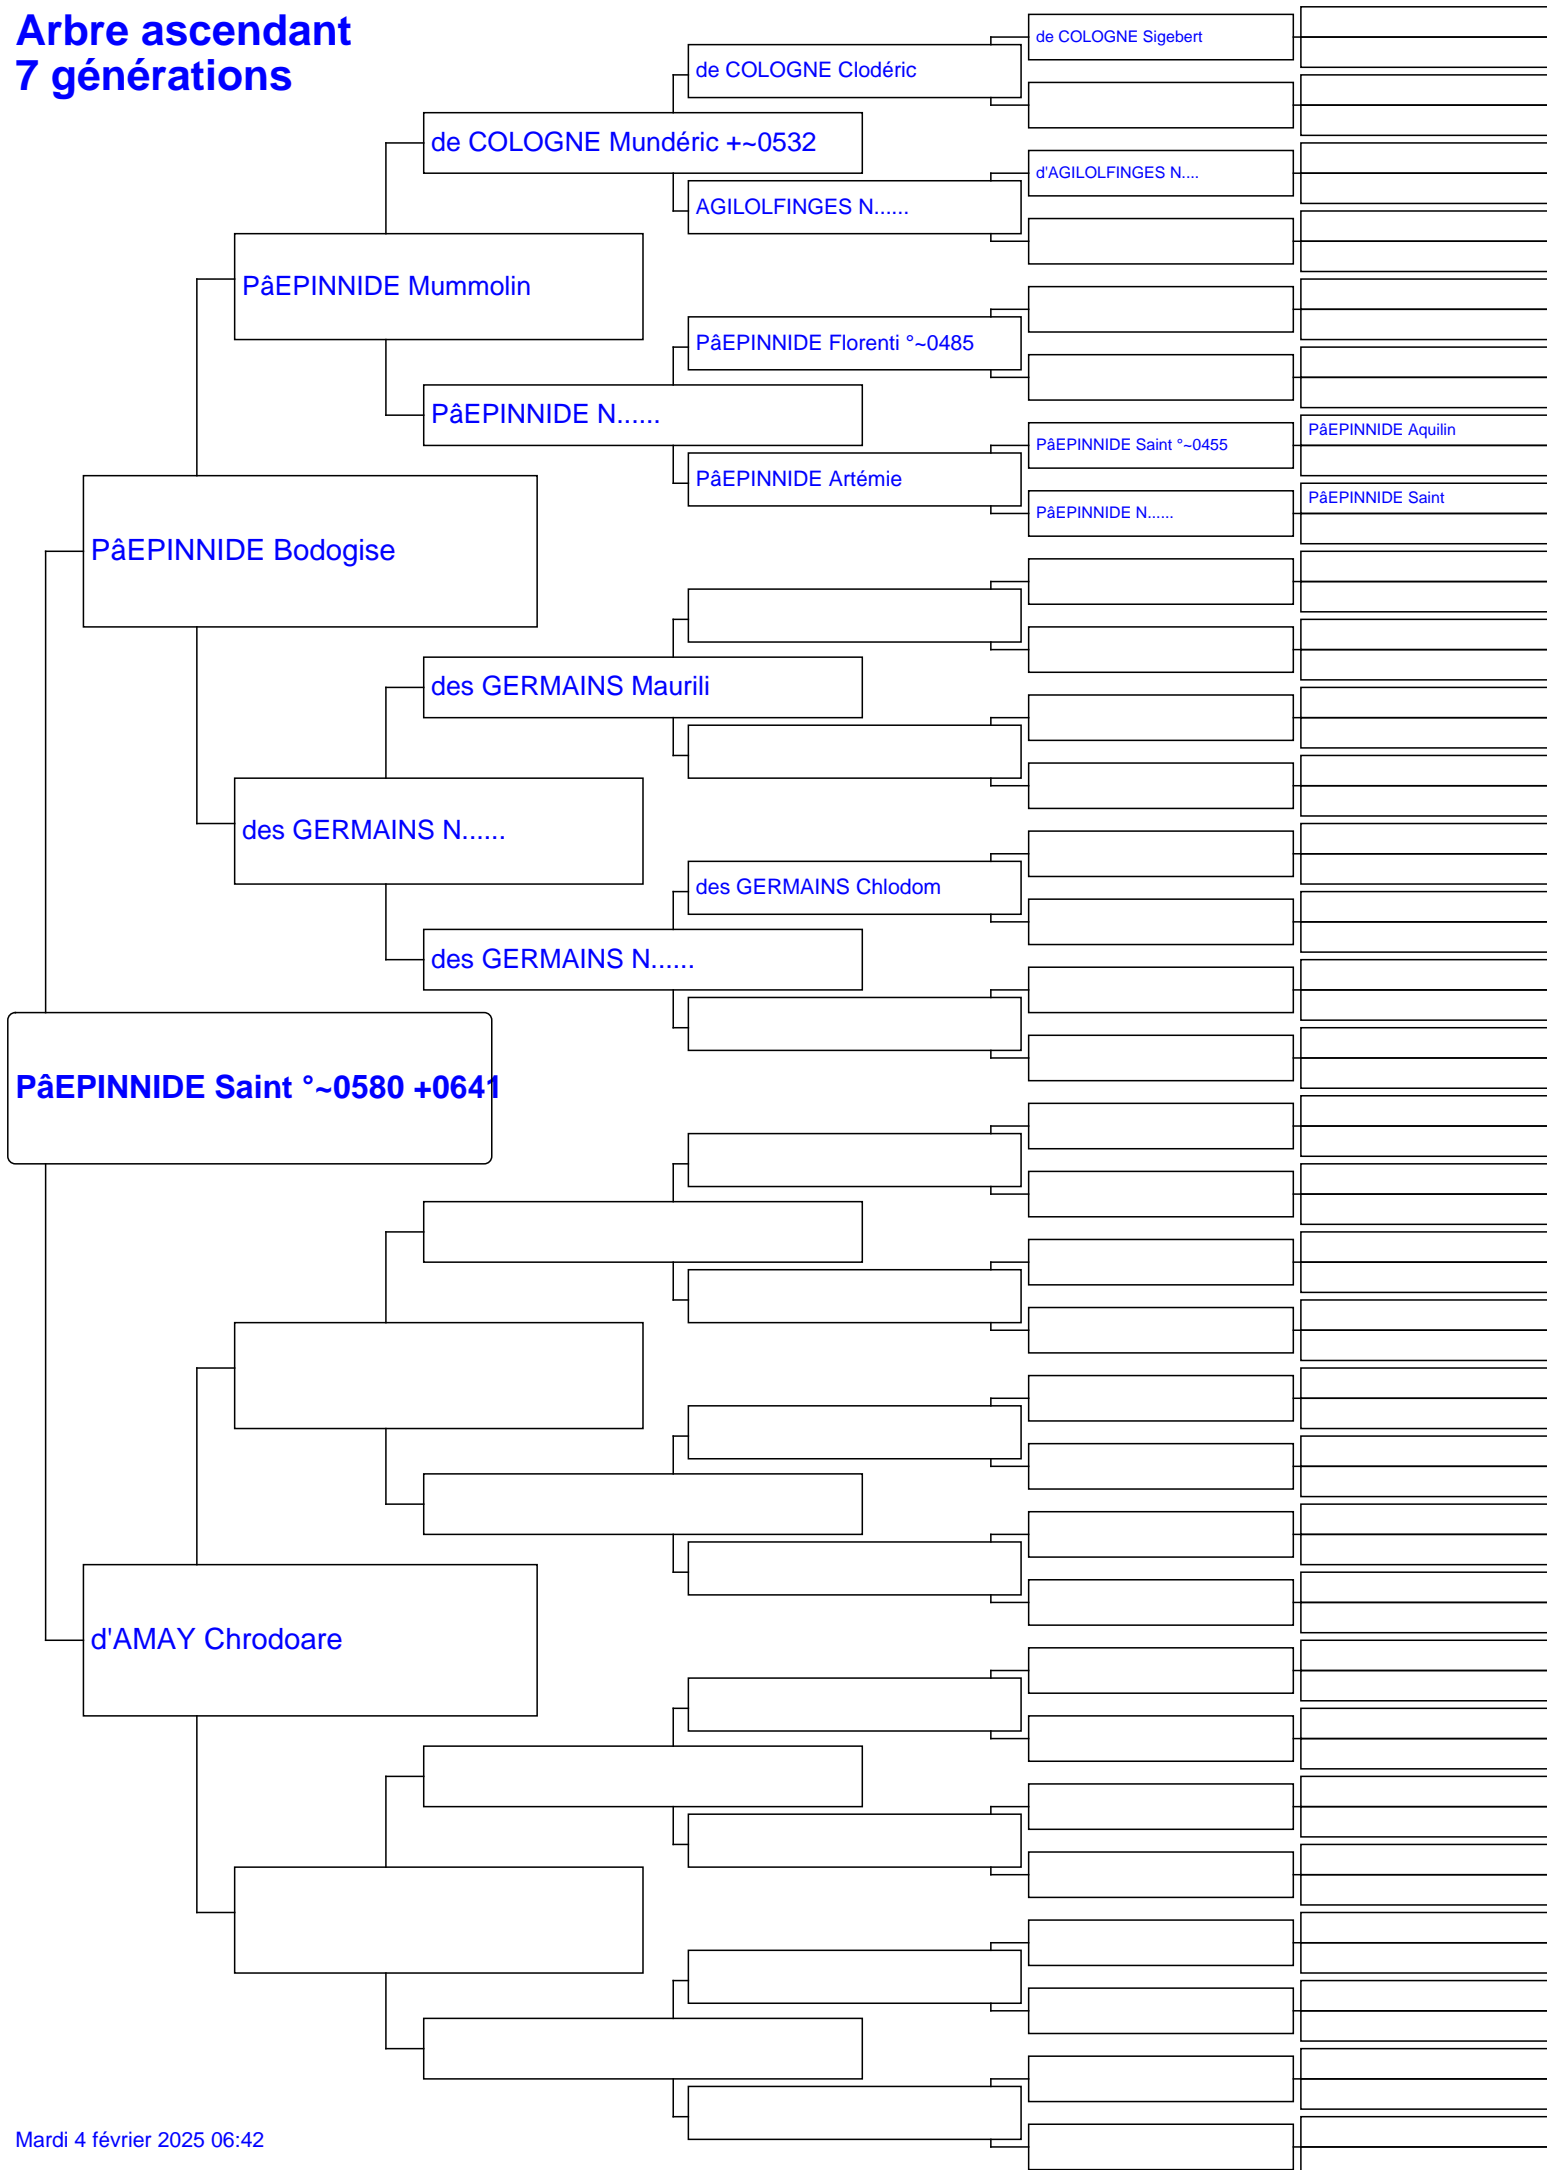 Arbre ascendant
7 générations
de COLOGNE Sigebert
de COLOGNE Clodéric
de COLOGNE Mundéric +~0532
d'AGILOLFINGES N....
AGILOLFINGES N......
PâEPINNIDE Mummolin
PâEPINNIDE Florenti °~0485
PâEPINNIDE N......
PâEPINNIDE Aquilin
PâEPINNIDE Saint °~0455
PâEPINNIDE Artémie
PâEPINNIDE Saint
PâEPINNIDE N......
PâEPINNIDE Bodogise
des GERMAINS Maurili
des GERMAINS N......
des GERMAINS Chlodom
des GERMAINS N......
PâEPINNIDE Saint °~0580 +0641
d'AMAY Chrodoare
Mardi 4 février 2025 06:42